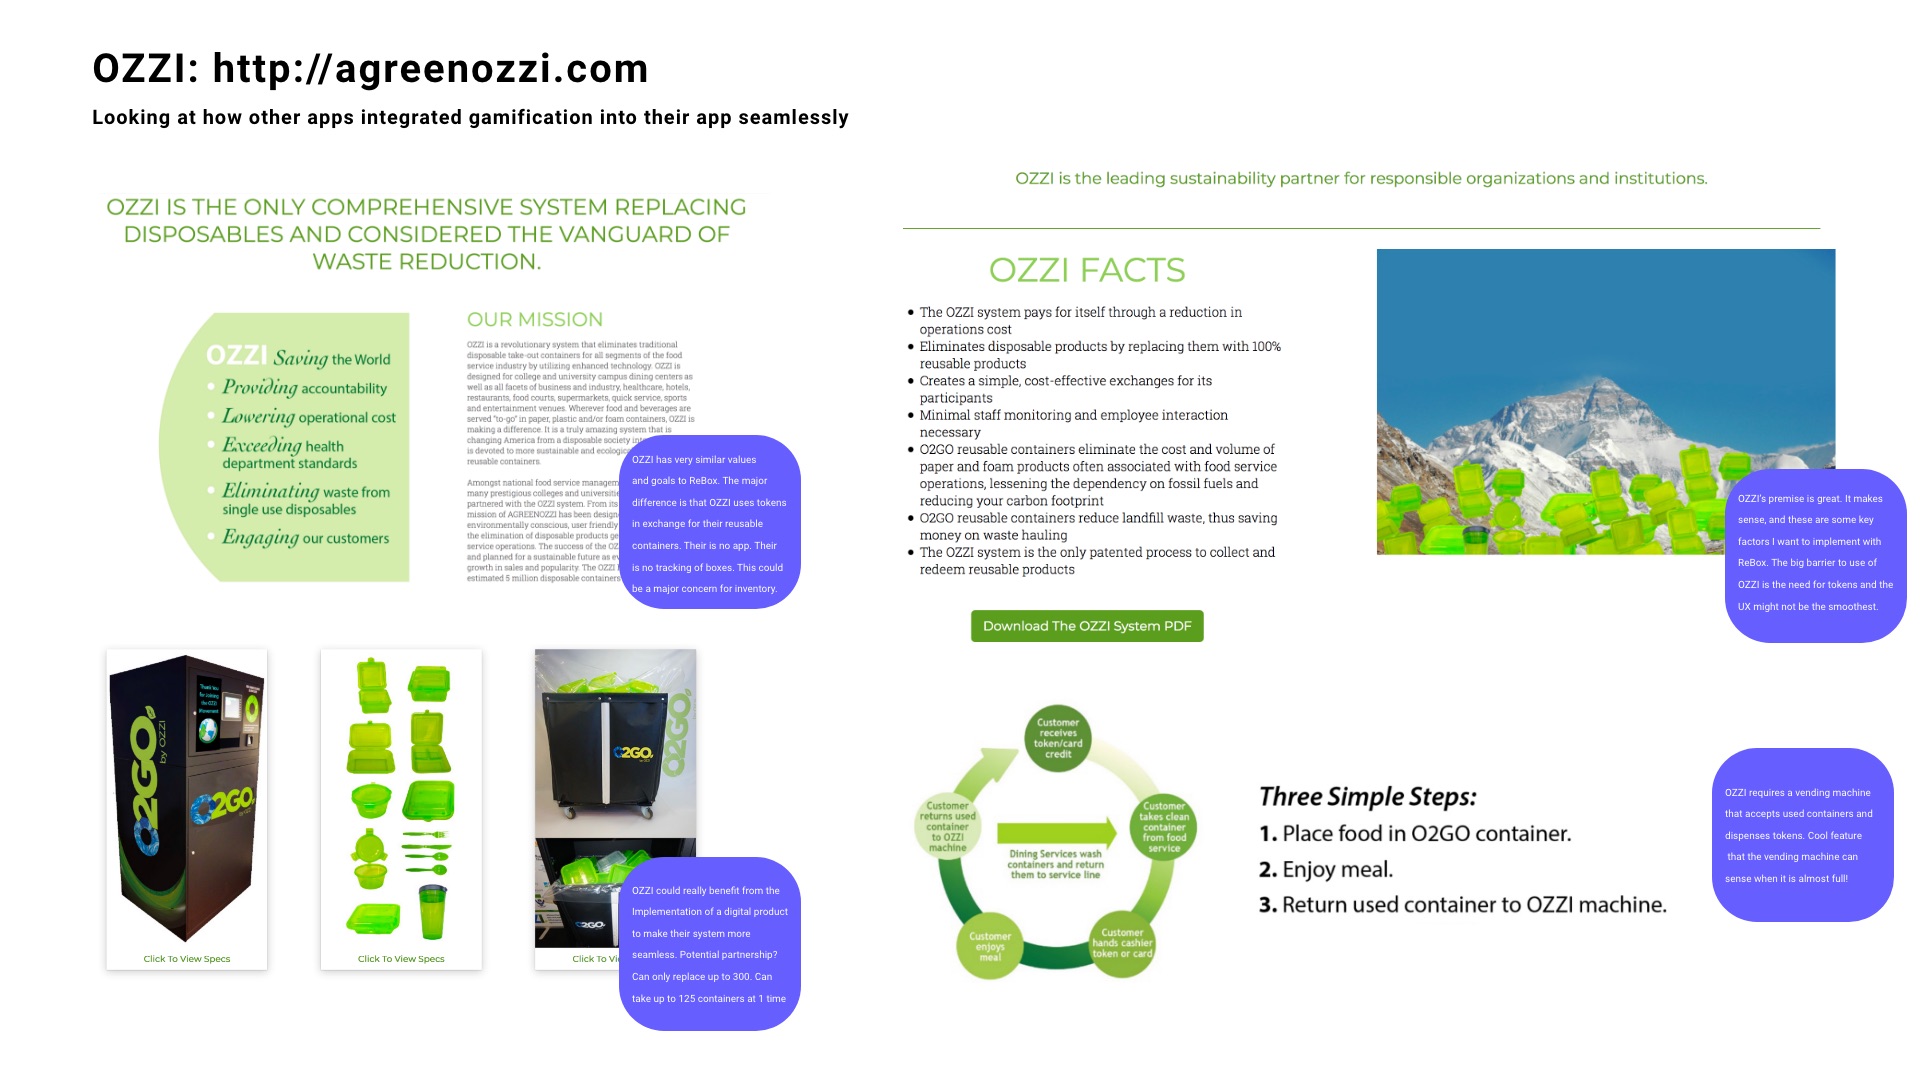 OZZI: http://agreenozzi.com
Looking at how other apps integrated gamification into their app seamlessly
OZZI IS THE ONLY COMPREHENSIVE SYSTEM REPLACING
DISPOSABLES AND CONSIDERED THE VANGUARD OF
WASTE REDUCTION.
OZZI Saving the World
Providing accountability
Lowering operational cost
Exceeding health
department standards
Eliminating waste from
single use disposables
Engaging our customers
OUR MISSION
OZZI is a revolutionary system that eliminates traditional
disposable take-out containers for all segments of the food
service industry by utilizing enhanced technology. OZZI is
designed for college and university campus dining centers as
well as all facets of business and industry, healthcare, hotels,
restaurants, food courts, supermarkets, quick service, sports
and entertainment venues. Wherever food and beverages are
served "to-go" in paper, plastic and/or foam containers, OZZI is
making a difference. It is a truly amazing system that is
changing America from a disposable society
is devoted to more sustainable and
reusable containers.
Amongst national food service
many prestigious colleges and
partnered with the OZZI system. From its
mission of AGREENOZZI has been
environmentally conscious, user friendly
the elimination of disposable products
service operations. The success of the
and planned for a sustainable future as
growth in sales and popularity. The OZZI
estimated 5 million disposable containers
OZZI has very similar values
and goals to ReBox. The major
difference is that OZZI uses tokens
in exchange for their reusable
containers. Their is no app. Their
is no tracking of boxes. This could
be a major concern for inventory.
O2GO
by OZZI
Thank you
for joining
the OZZI
Movement
O2GO
Click To View Specs
Click To View Specs
O2GO
O2GO
O2GO
Click To
OZZI could really benefit from the
Implementation of a digital product
to make their system more
seamless. Potential partnership?
Can only replace up to 300. Can
take up to 125 containers at 1 time
OZZI is the leading sustainability partner for responsible organizations and institutions.
OZZI FACTS
• The OZZI system pays for itself through a reduction in
operations cost
• Eliminates disposable products by replacing them with 100%
reusable products
• Creates a simple, cost-effective exchanges for its
participants
• Minimal staff monitoring and employee interaction
necessary
• O2GO reusable containers eliminate the cost and volume of
paper and foam products often associated with food service
operations, lessening the dependency on fossil fuels and
reducing your carbon footprint
• O2GO reusable containers reduce landfill waste, thus saving
money on waste hauling
• The OZZI system is the only patented process to collect and
redeem reusable products
Download The OZZI System PDF
OZZI's premise is great. It makes
sense, and these are some key
factors I want to implement with
ReBox. The big barrier to use of
OZZI is the need for tokens and the
UX might not be the smoothest.
Customer
receives
token/card
credit
Customer
takes clean
container
from food
service
Customer
hands cashier
token or card
Customer
enjoys
meal
Customer
returns used
container
to OZZI
machine
Dining Services wash
containers and return
them to service line
Three Simple Steps:
1. Place food in O2GO container.
2. Enjoy meal.
3. Return used container to OZZI machine.
OZZI requires a vending machine
that accepts used containers and
dispenses tokens. Cool feature
that the vending machine can
sense when it is almost full!